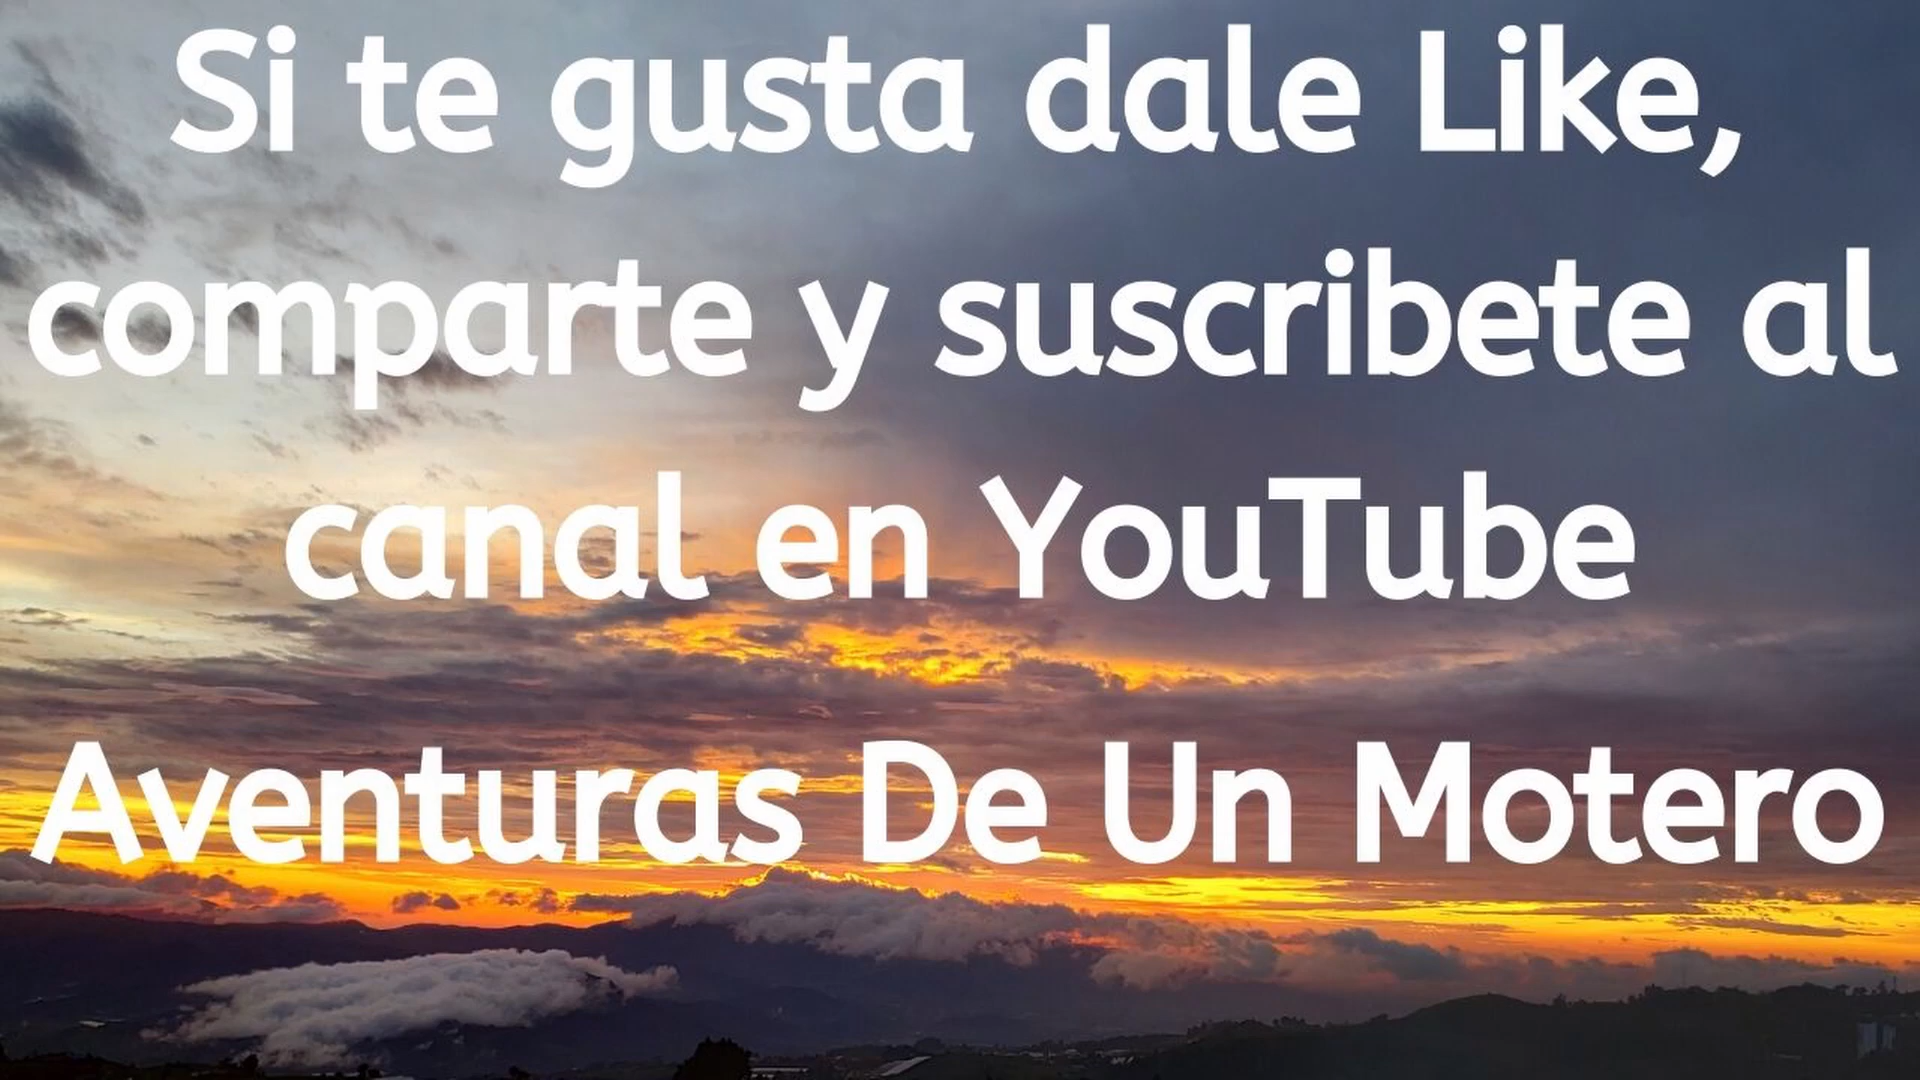 Si te gusta dale Like,
comparte y suscribete al
canal en YouTube
Aventuras De Un Motero